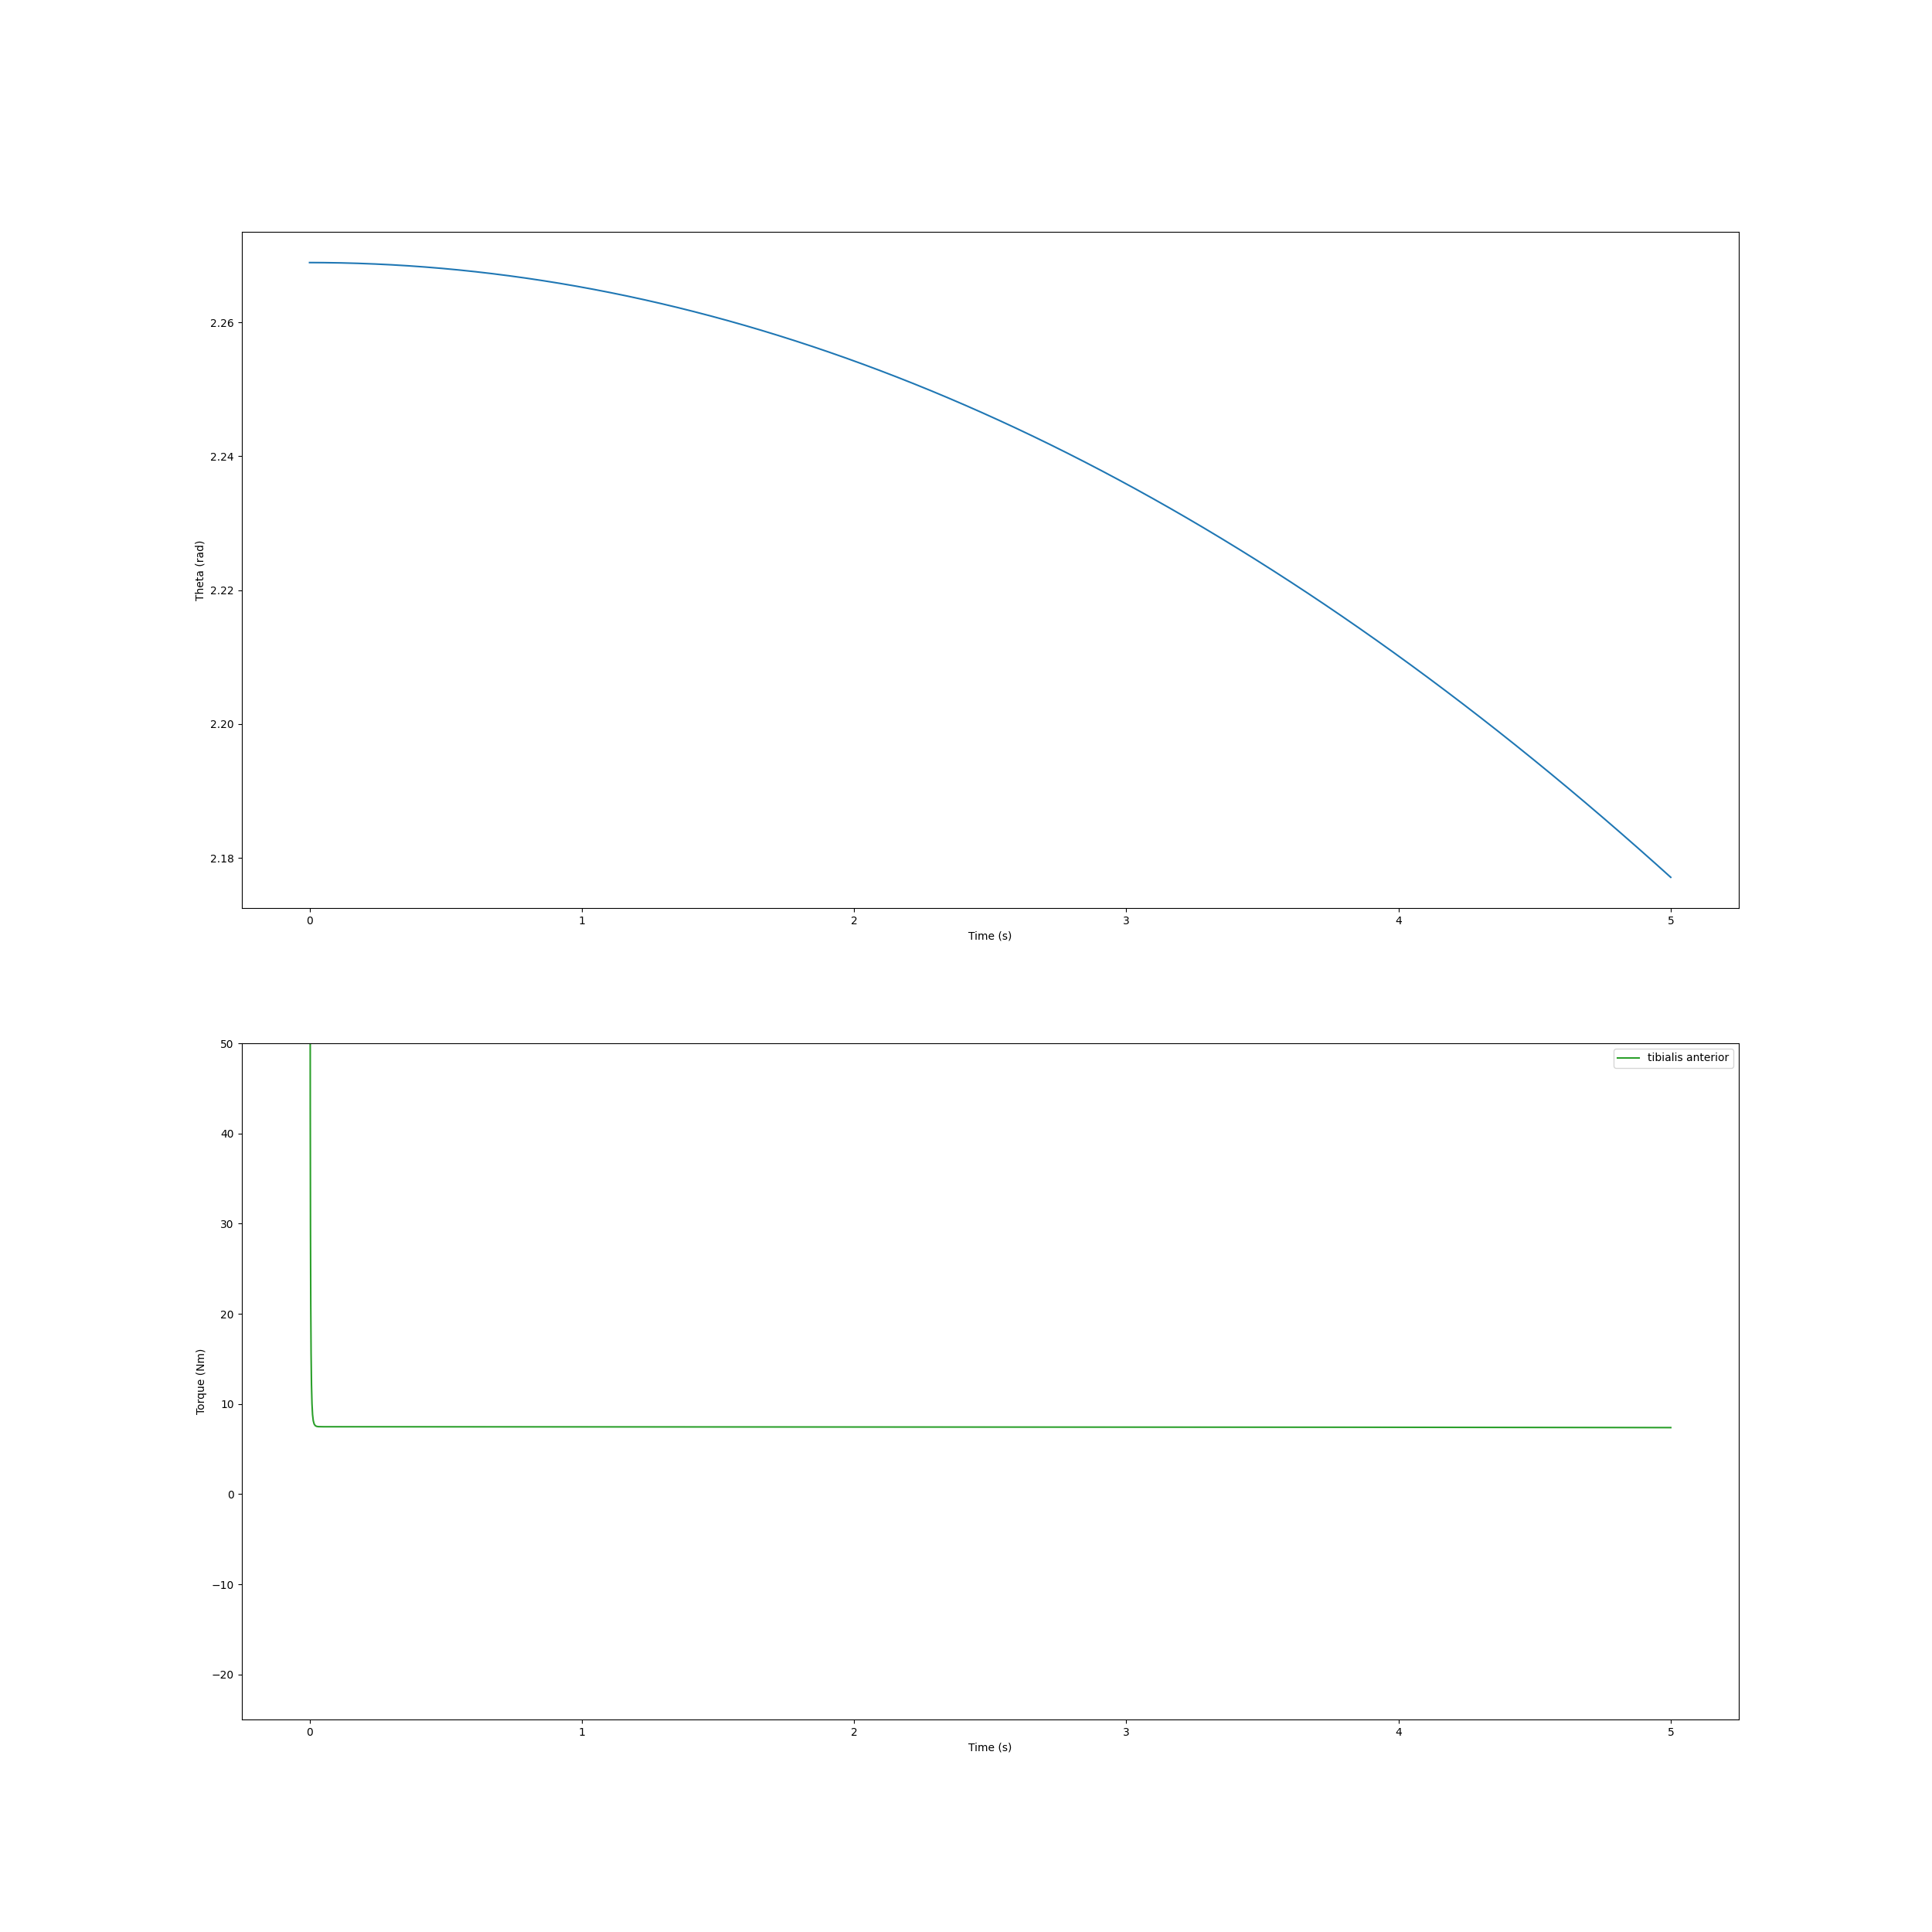 2.26
2.24
2.22
2.20
2.18
Theta (rad)
0 1 2 3 4 5
Time (s)
50
40
30
20
10
0
−10
−20
Torque (Nm)
tibialis anterior
0 1 2 3 4 5
Time (s)